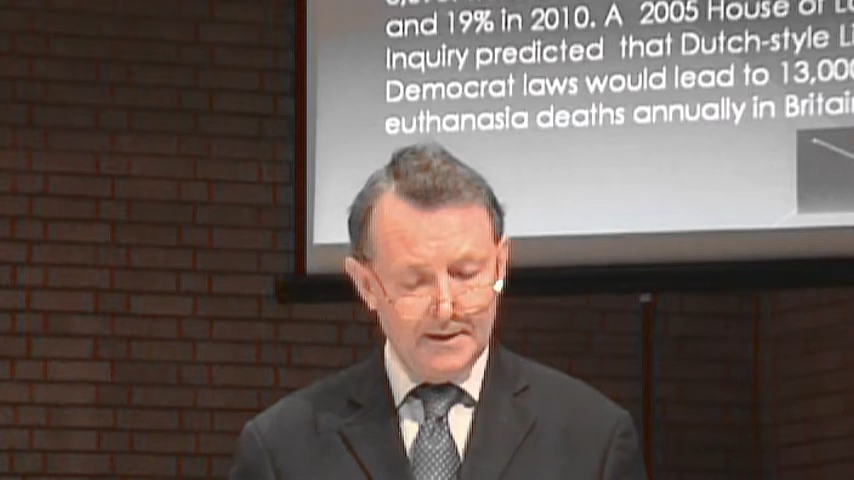 and 19% in 2010. A 2005 House of
Inquiry predicted that Dutch-style
Democrat laws would lead to 13,000
euthanasia deaths annually in Britain